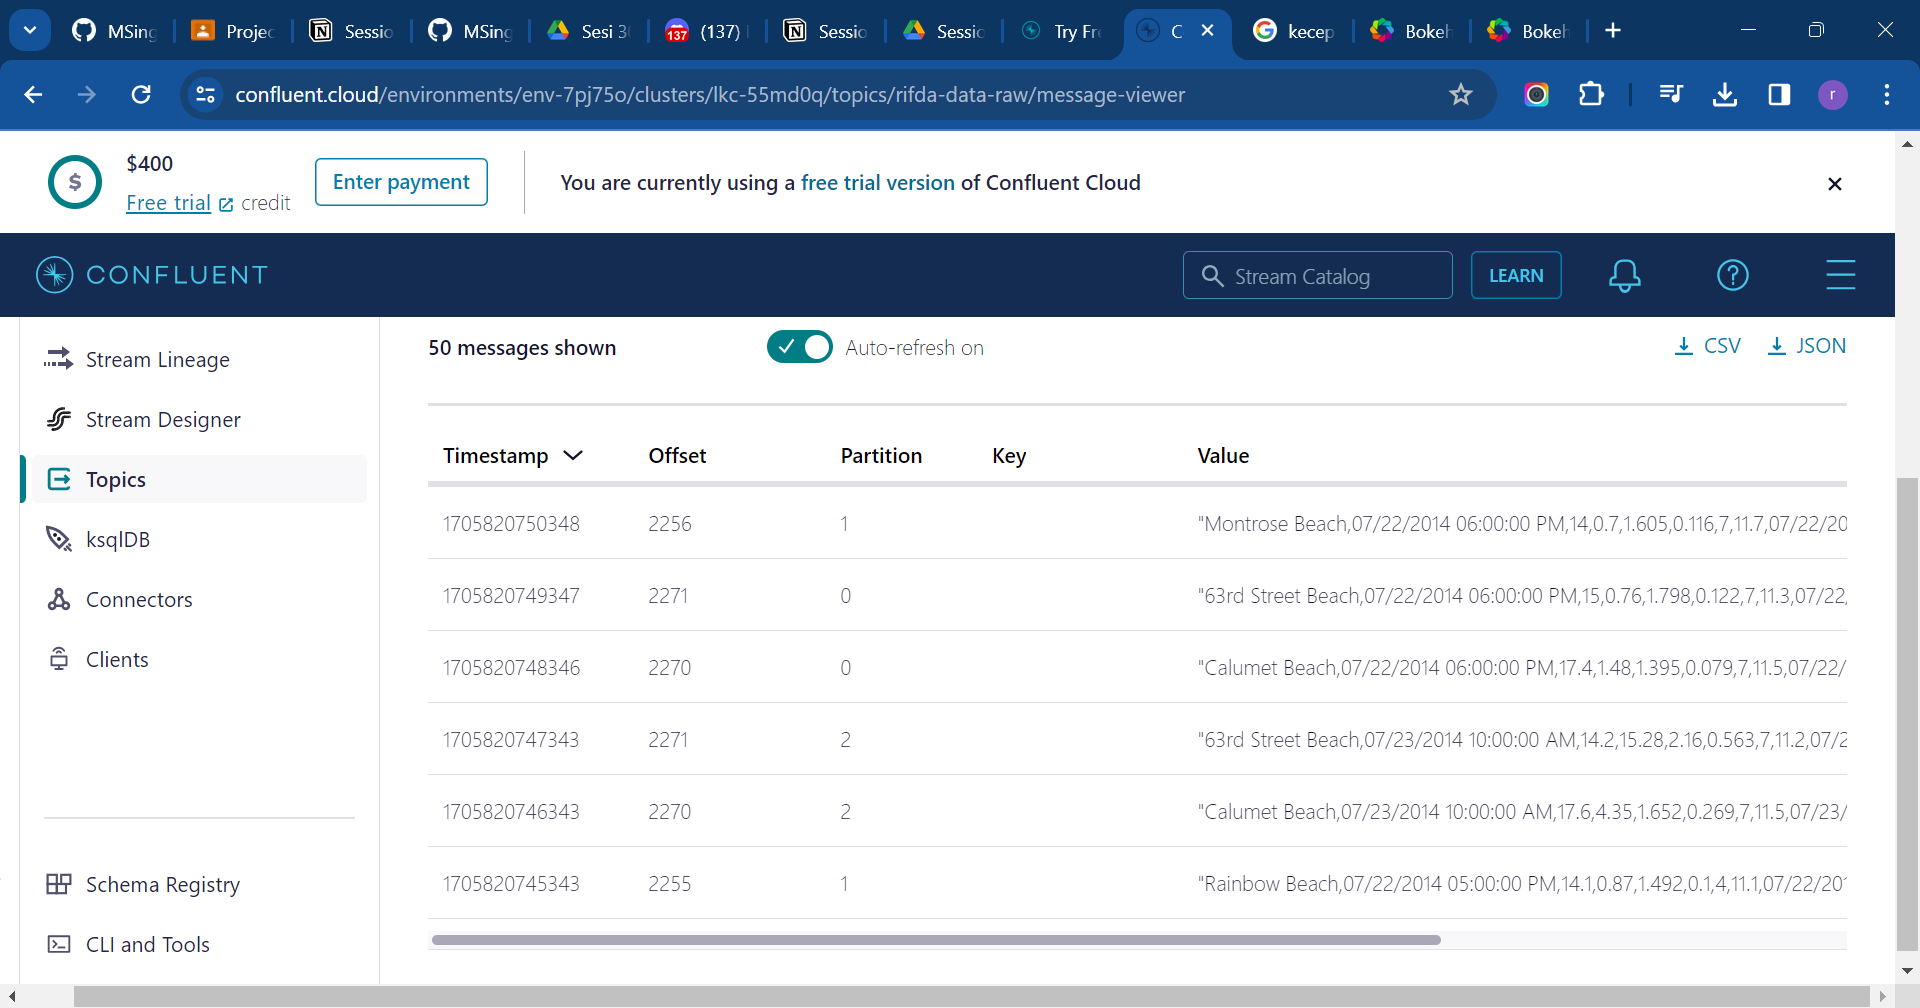 MSing
Projec
Sessio
MSing
Sesi 3
137 (137)
Sessio
Sessio
Try Fre
C
kecep
Bokeh
Bokeh
confluent.cloud/environments/env-7pj75o/clusters/lkc-55md0q/topics/rifda-data-raw/message-viewer
r
$
$400
Free trial credit
Enter payment
You are currently using a free trial version of Confluent Cloud
CONFLUENT
Stream Catalog
LEARN
Stream Lineage
Stream Designer
Topics
ksqlDB
Connectors
Clients
Schema Registry
CLI and Tools
50 messages shown
Auto-refresh on
CSV
JSON
Timestamp Offset Partition Key Value
1705820750348 2256 1 "Montrose Beach,07/22/2014 06:00:00 PM,14,0.7,1.605,0.116,7,11.7,07/22/20
1705820749347 2271 0 "63rd Street Beach,07/22/2014 06:00:00 PM,15,0.76,1.798,0.122,7,11.3,07/22/
1705820748346 2270 0 "Calumet Beach,07/22/2014 06:00:00 PM,17.4,1.48,1.395,0.079,7,11.5,07/22/
1705820747343 2271 2 "63rd Street Beach,07/23/2014 10:00:00 AM,14.2,15.28,2.16,0.563,7,11.2,07/2
1705820746343 2270 2 "Calumet Beach,07/23/2014 10:00:00 AM,17.6,4.35,1.652,0.269,7,11.5,07/23/
1705820745343 2255 1 "Rainbow Beach,07/22/2014 05:00:00 PM,14.1,0.87,1.492,0.1,4,11.1,07/22/201